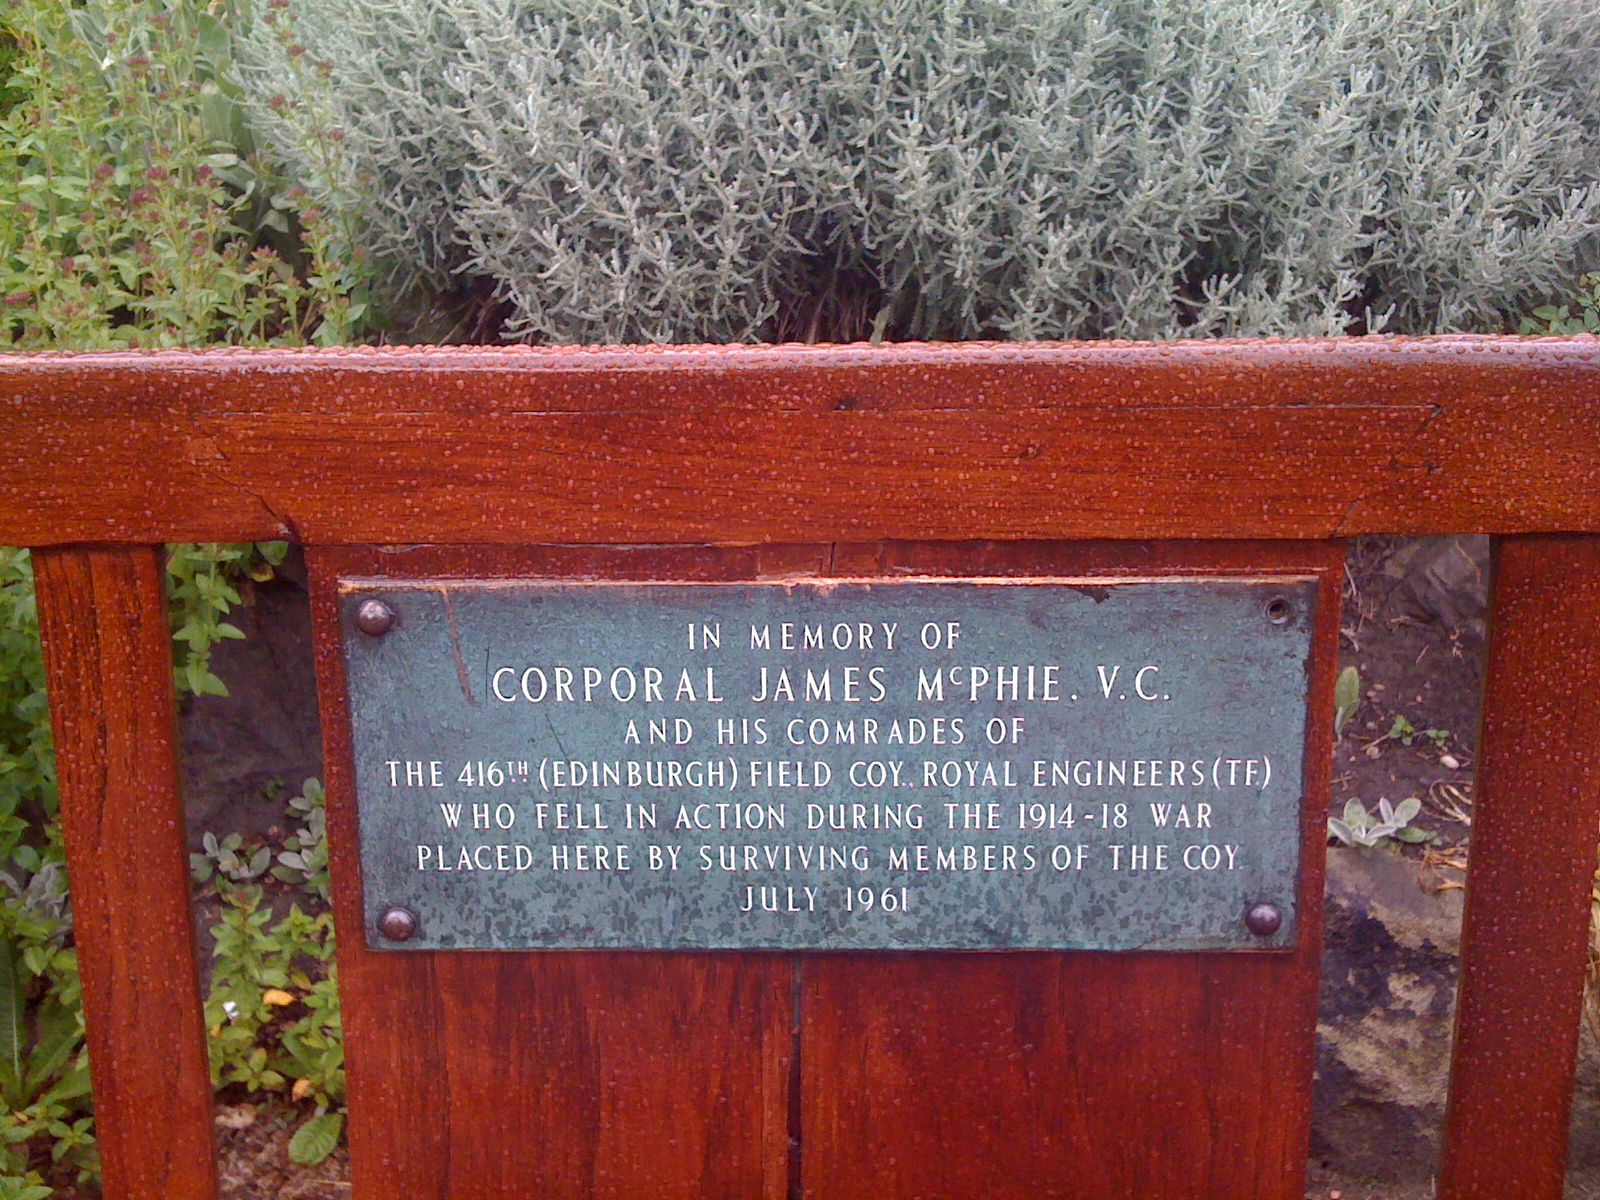 IN MEMORY OF
CORPORAL JAMES McPHIE. V.C.
AND HIS COMRADES OF
THE 416TH (EDINBURGH) FIELD COY., ROYAL ENGINEERS (TF.)
WHO FELL IN ACTION DURING THE 1914-18 WAR
PLACED HERE BY SURVIVING MEMBERS OF THE COY.
JULY 1961